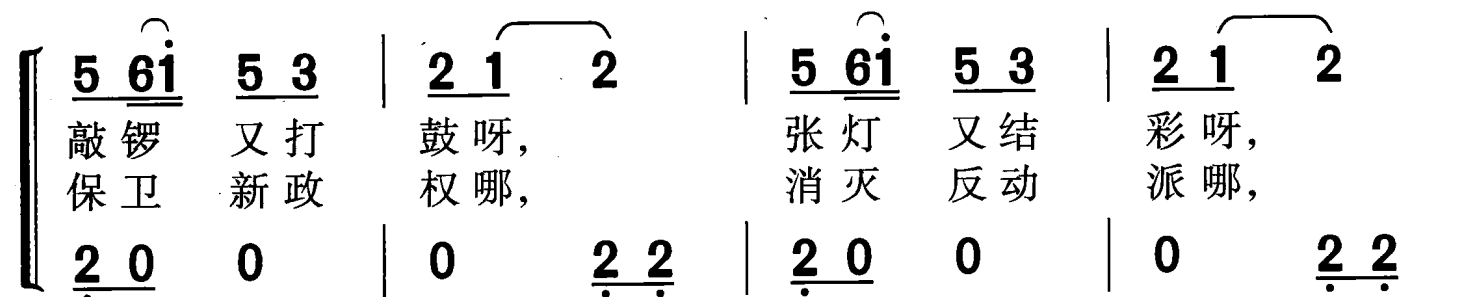 5 6i 5 3 | 2 1 2 | 5 6i 5 3 | 2 1 2
敲锣 又打 鼓呀， 张灯 又结 彩呀，
保卫 新政 权哪， 消灭 反动 派哪，
2 0 0 | 0 2 2 | 2 0 0 | 0 2 2